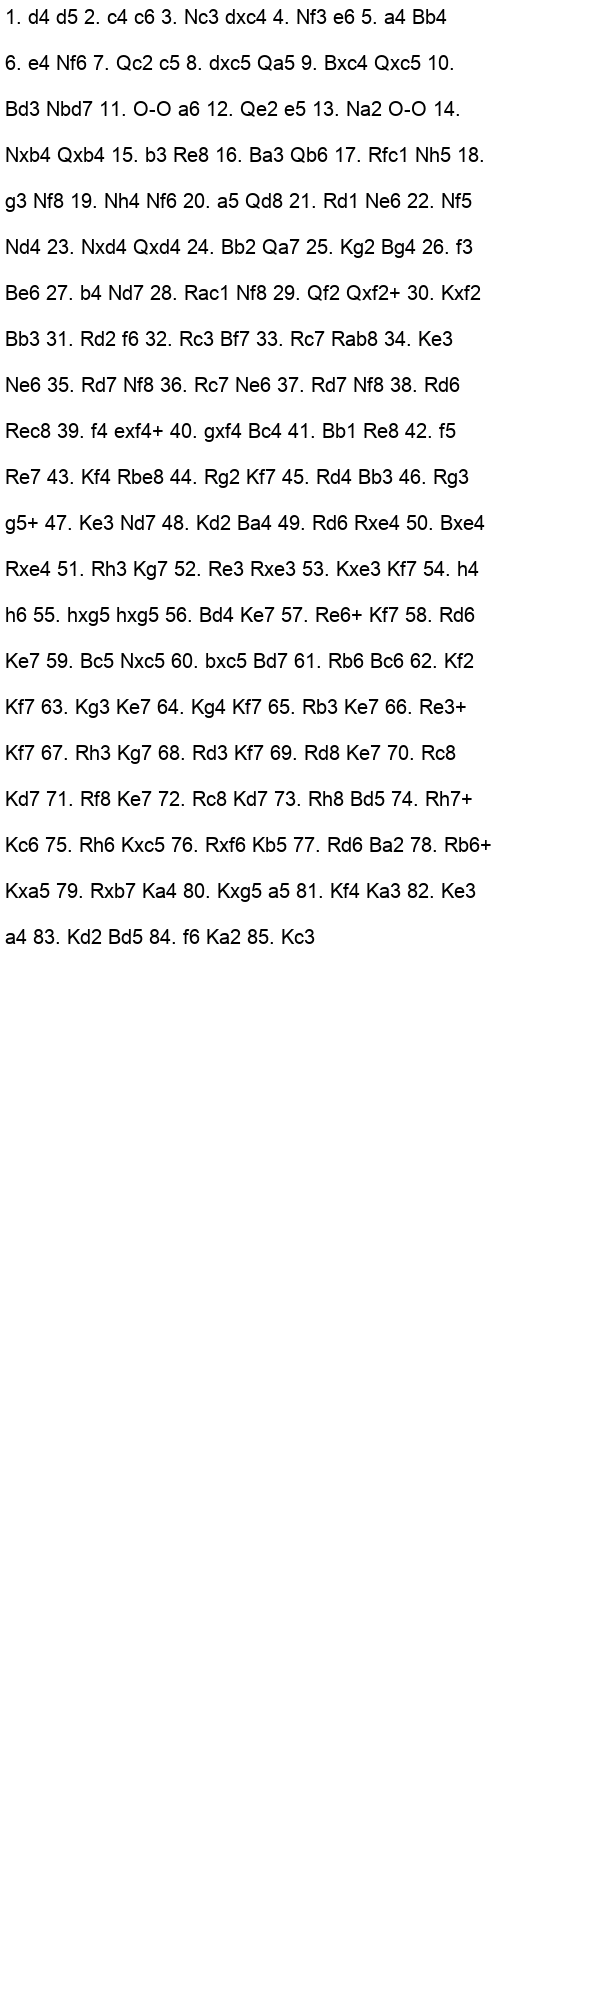 1. d4 d5 2. c4 c6 3. Nc3 dxc4 4. Nf3 e6 5. a4 Bb4
6. e4 Nf6 7. Qc2 c5 8. dxc5 Qa5 9. Bxc4 Qxc5 10.
Bd3 Nbd7 11. O-O a6 12. Qe2 e5 13. Na2 O-O 14.
Nxb4 Qxb4 15. b3 Re8 16. Ba3 Qb6 17. Rfc1 Nh5 18.
g3 Nf8 19. Nh4 Nf6 20. a5 Qd8 21. Rd1 Ne6 22. Nf5
Nd4 23. Nxd4 Qxd4 24. Bb2 Qa7 25. Kg2 Bg4 26. f3
Be6 27. b4 Nd7 28. Rac1 Nf8 29. Qf2 Qxf2+ 30. Kxf2
Bb3 31. Rd2 f6 32. Rc3 Bf7 33. Rc7 Rab8 34. Ke3
Ne6 35. Rd7 Nf8 36. Rc7 Ne6 37. Rd7 Nf8 38. Rd6
Rec8 39. f4 exf4+ 40. gxf4 Bc4 41. Bb1 Re8 42. f5
Re7 43. Kf4 Rbe8 44. Rg2 Kf7 45. Rd4 Bb3 46. Rg3
g5+ 47. Ke3 Nd7 48. Kd2 Ba4 49. Rd6 Rxe4 50. Bxe4
Rxe4 51. Rh3 Kg7 52. Re3 Rxe3 53. Kxe3 Kf7 54. h4
h6 55. hxg5 hxg5 56. Bd4 Ke7 57. Re6+ Kf7 58. Rd6
Ke7 59. Bc5 Nxc5 60. bxc5 Bd7 61. Rb6 Bc6 62. Kf2
Kf7 63. Kg3 Ke7 64. Kg4 Kf7 65. Rb3 Ke7 66. Re3+
Kf7 67. Rh3 Kg7 68. Rd3 Kf7 69. Rd8 Ke7 70. Rc8
Kd7 71. Rf8 Ke7 72. Rc8 Kd7 73. Rh8 Bd5 74. Rh7+
Kc6 75. Rh6 Kxc5 76. Rxf6 Kb5 77. Rd6 Ba2 78. Rb6+
Kxa5 79. Rxb7 Ka4 80. Kxg5 a5 81. Kf4 Ka3 82. Ke3
a4 83. Kd2 Bd5 84. f6 Ka2 85. Kc3